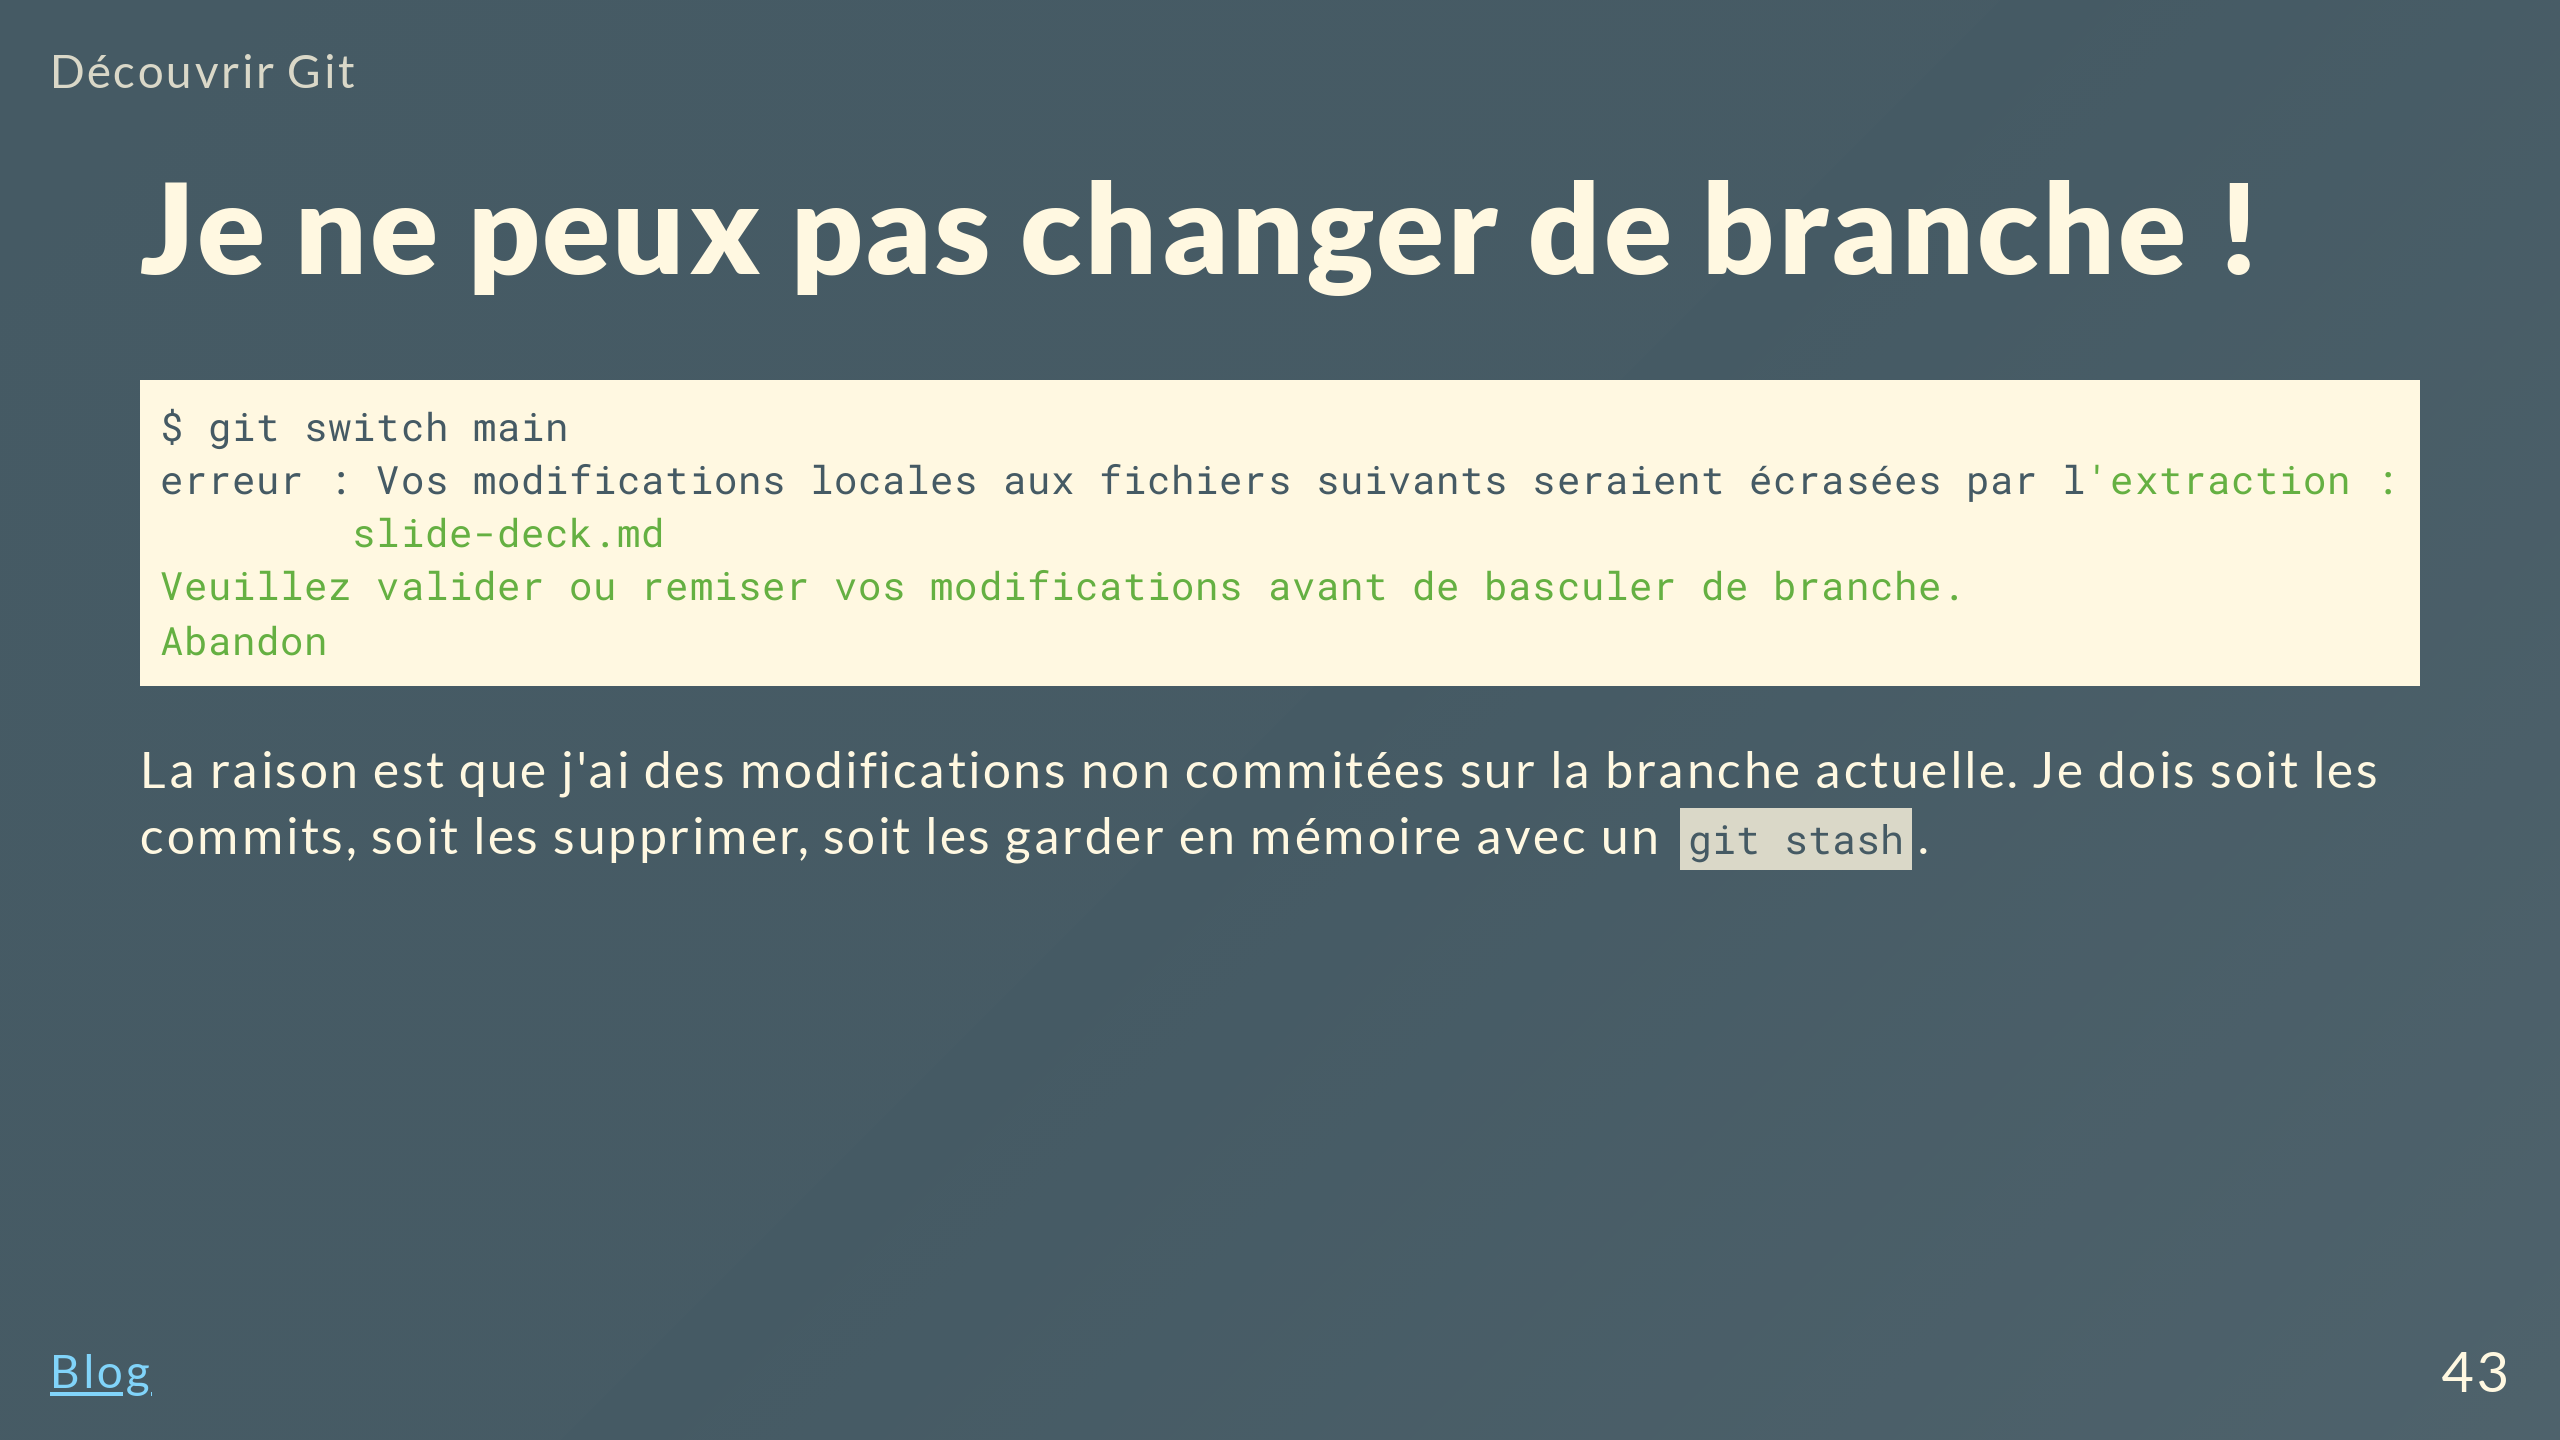 Découvrir Git
Je ne peux pas changer de branche !
$ git switch main
erreur : Vos modifications locales aux fichiers suivants seraient écrasées par l'extraction :
        slide-deck.md
Veuillez valider ou remiser vos modifications avant de basculer de branche.
Abandon
La raison est que j'ai des modifications non commitées sur la branche actuelle. Je dois soit les
commits, soit les supprimer, soit les garder en mémoire avec un git stash.
Blog
43